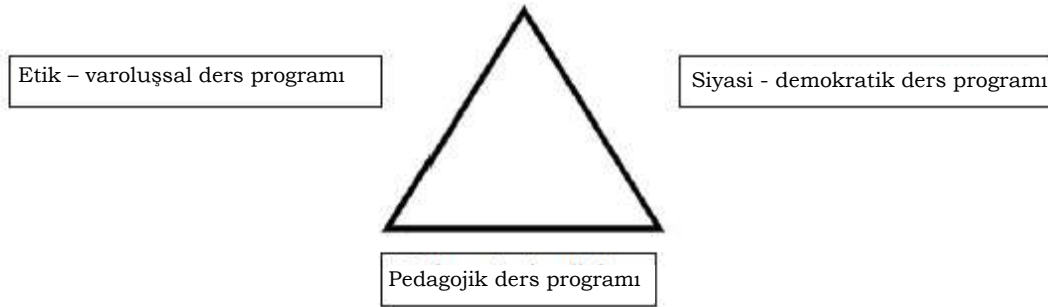 Etik – varoluşsal ders programı
Siyasi - demokratik ders programı
Pedagojik ders programı